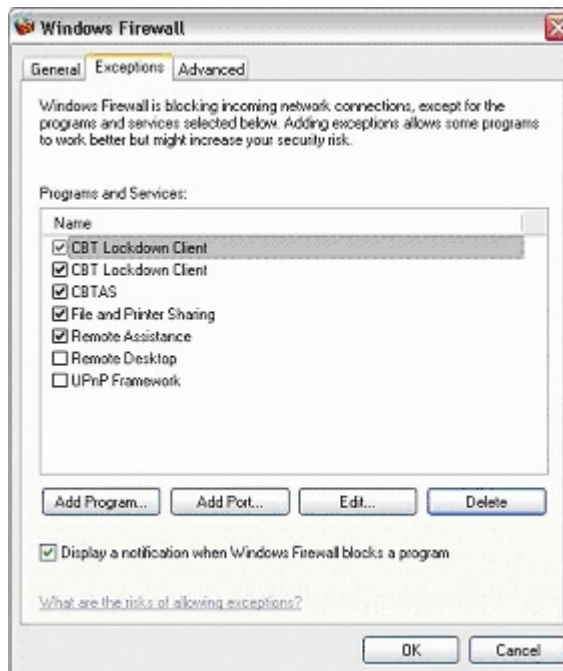 Windows Firewall
General Exceptions Advanced
Windows Firewall is blocking incoming network connections, except for the
programs and services selected below. Adding exceptions allows some programs
to work better but might increase your security risk.
Programs and Services:
Name
CBT Lockdown Client
CBT Lockdown Client
CBTAS
File and Printer Sharing
Remote Assistance
Remote Desktop
UPnP Framework
Add Program... Add Port... Edit... Delete
Display a notification when Windows Firewall blocks a program
What are the risks of allowing exceptions?
OK Cancel